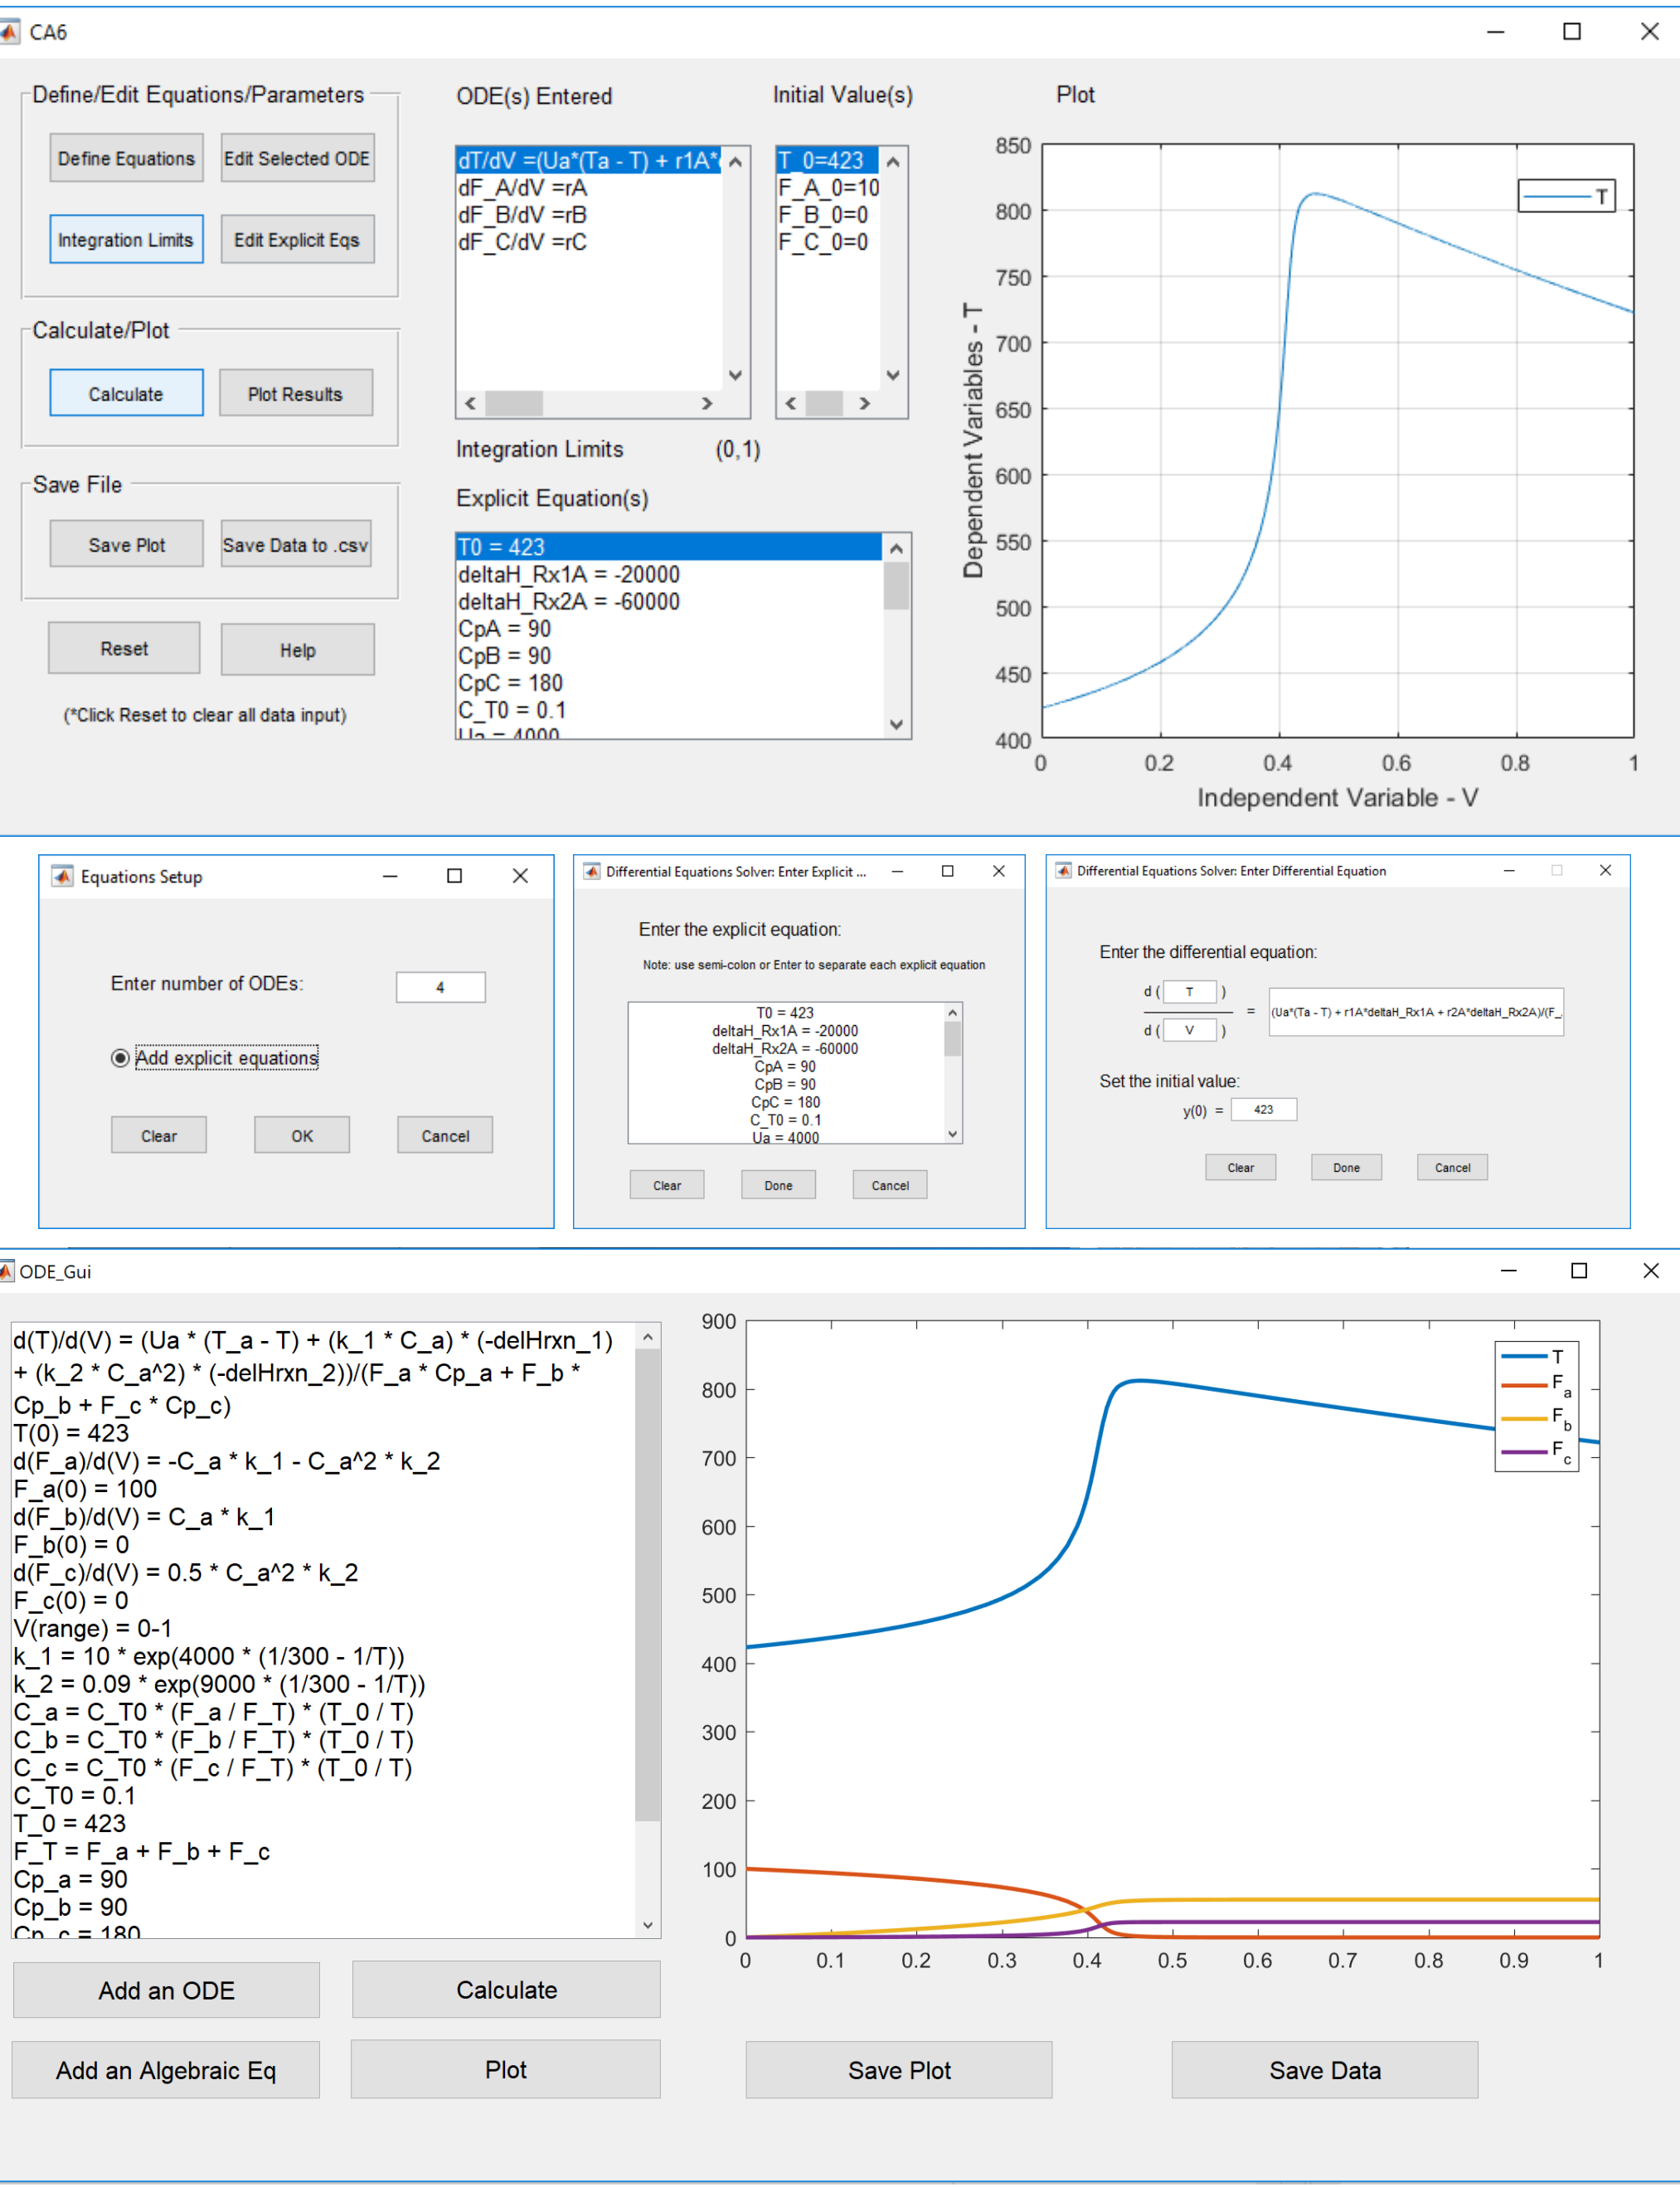 CA6
Define/Edit Equations/Parameters
Define Equations
Edit Selected ODE
Integration Limits
Edit Explicit Eqs
Calculate/Plot
Calculate
Plot Results
Save File
Save Plot
Save Data to .csv
Reset
Help
(*Click Reset to clear all data input)
ODE(s) Entered
dT/dV =(Ua*(Ta - T) + r1A*
dF_A/dV =rA
dF_B/dV =rB
dF_C/dV =rC
Initial Value(s)
T_0=423
F_A_0=10
F_B_0=0
F_C_0=0
Integration Limits (0,1)
Explicit Equation(s)
T0 = 423
deltaH_Rx1A = -20000
deltaH_Rx2A = -60000
CpA = 90
CpB = 90
CpC = 180
C_T0 = 0.1
Ua = 4000
Plot
850
800
750
700
650
600
550
500
450
400
0 0.2 0.4 0.6 0.8 1
Dependent Variables - T
Independent Variable - V
T
Equations Setup
Enter number of ODEs: 4
Add explicit equations
Clear OK Cancel
Differential Equations Solver: Enter Explicit ...
Enter the explicit equation:
Note: use semi-colon or Enter to separate each explicit equation
T0 = 423
deltaH_Rx1A = -20000
deltaH_Rx2A = -60000
CpA = 90
CpB = 90
CpC = 180
C_T0 = 0.1
Ua = 4000
Clear Done Cancel
Differential Equations Solver: Enter Differential Equation
Enter the differential equation:
d ( T )
d ( V )
= (Ua*(Ta - T) + r1A*deltaH_Rx1A + r2A*deltaH_Rx2A)/(F_
Set the initial value:
y(0) = 423
Clear Done Cancel
ODE_Gui
d(T)/d(V) = (Ua * (T_a - T) + (k_1 * C_a) * (-delHrxn_1)
+ (k_2 * C_a^2) * (-delHrxn_2))/(F_a * Cp_a + F_b *
Cp_b + F_c * Cp_c)
T(0) = 423
d(F_a)/d(V) = -C_a * k_1 - C_a^2 * k_2
F_a(0) = 100
d(F_b)/d(V) = C_a * k_1
F_b(0) = 0
d(F_c)/d(V) = 0.5 * C_a^2 * k_2
F_c(0) = 0
V(range) = 0-1
k_1 = 10 * exp(4000 * (1/300 - 1/T))
k_2 = 0.09 * exp(9000 * (1/300 - 1/T))
C_a = C_T0 * (F_a / F_T) * (T_0 / T)
C_b = C_T0 * (F_b / F_T) * (T_0 / T)
C_c = C_T0 * (F_c / F_T) * (T_0 / T)
C_T0 = 0.1
T_0 = 423
F_T = F_a + F_b + F_c
Cp_a = 90
Cp_b = 90
Cp_c = 180
Add an ODE
Calculate
Add an Algebraic Eq
Plot
900
800
700
600
500
400
300
200
100
0
0 0.1 0.2 0.3 0.4 0.5 0.6 0.7 0.8 0.9 1
T
F_a
F_b
F_c
Save Plot
Save Data